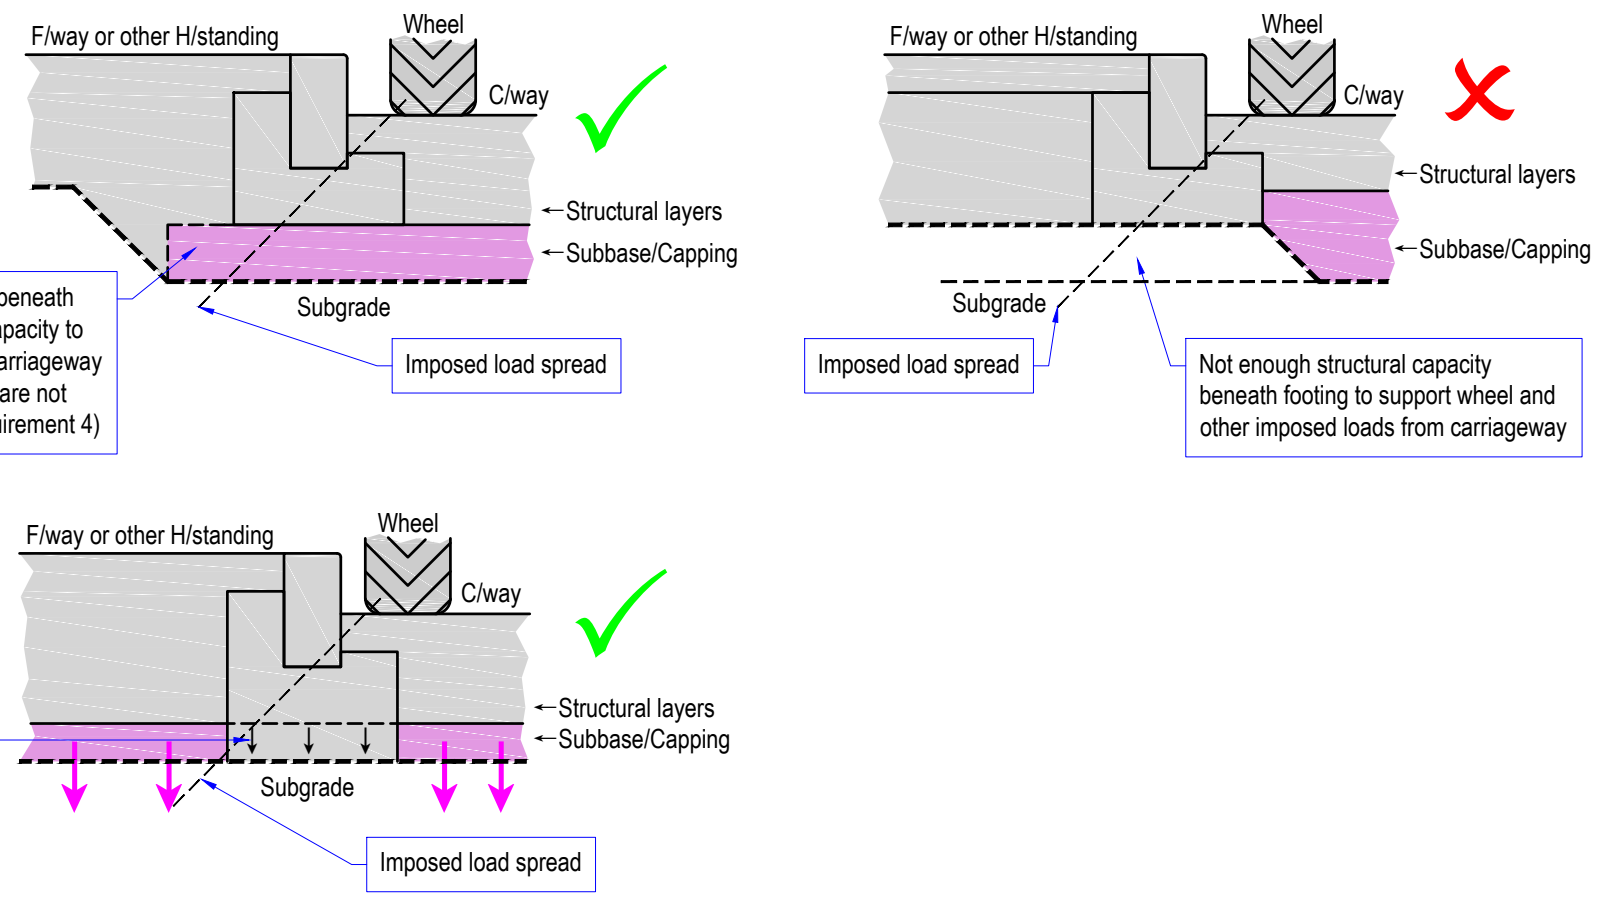 Wheel
F/way or other H/standing
C/way
Structural layers
Subbase/Capping
Subgrade
beneath
apacity to
arriageway
are not
uirement 4)
Imposed load spread
Wheel
F/way or other H/standing
C/way
Structural layers
Subbase/Capping
Subgrade
Imposed load spread
Not enough structural capacity
beneath footing to support wheel and
other imposed loads from carriageway
Wheel
F/way or other H/standing
C/way
Structural layers
Subbase/Capping
Subgrade
Imposed load spread